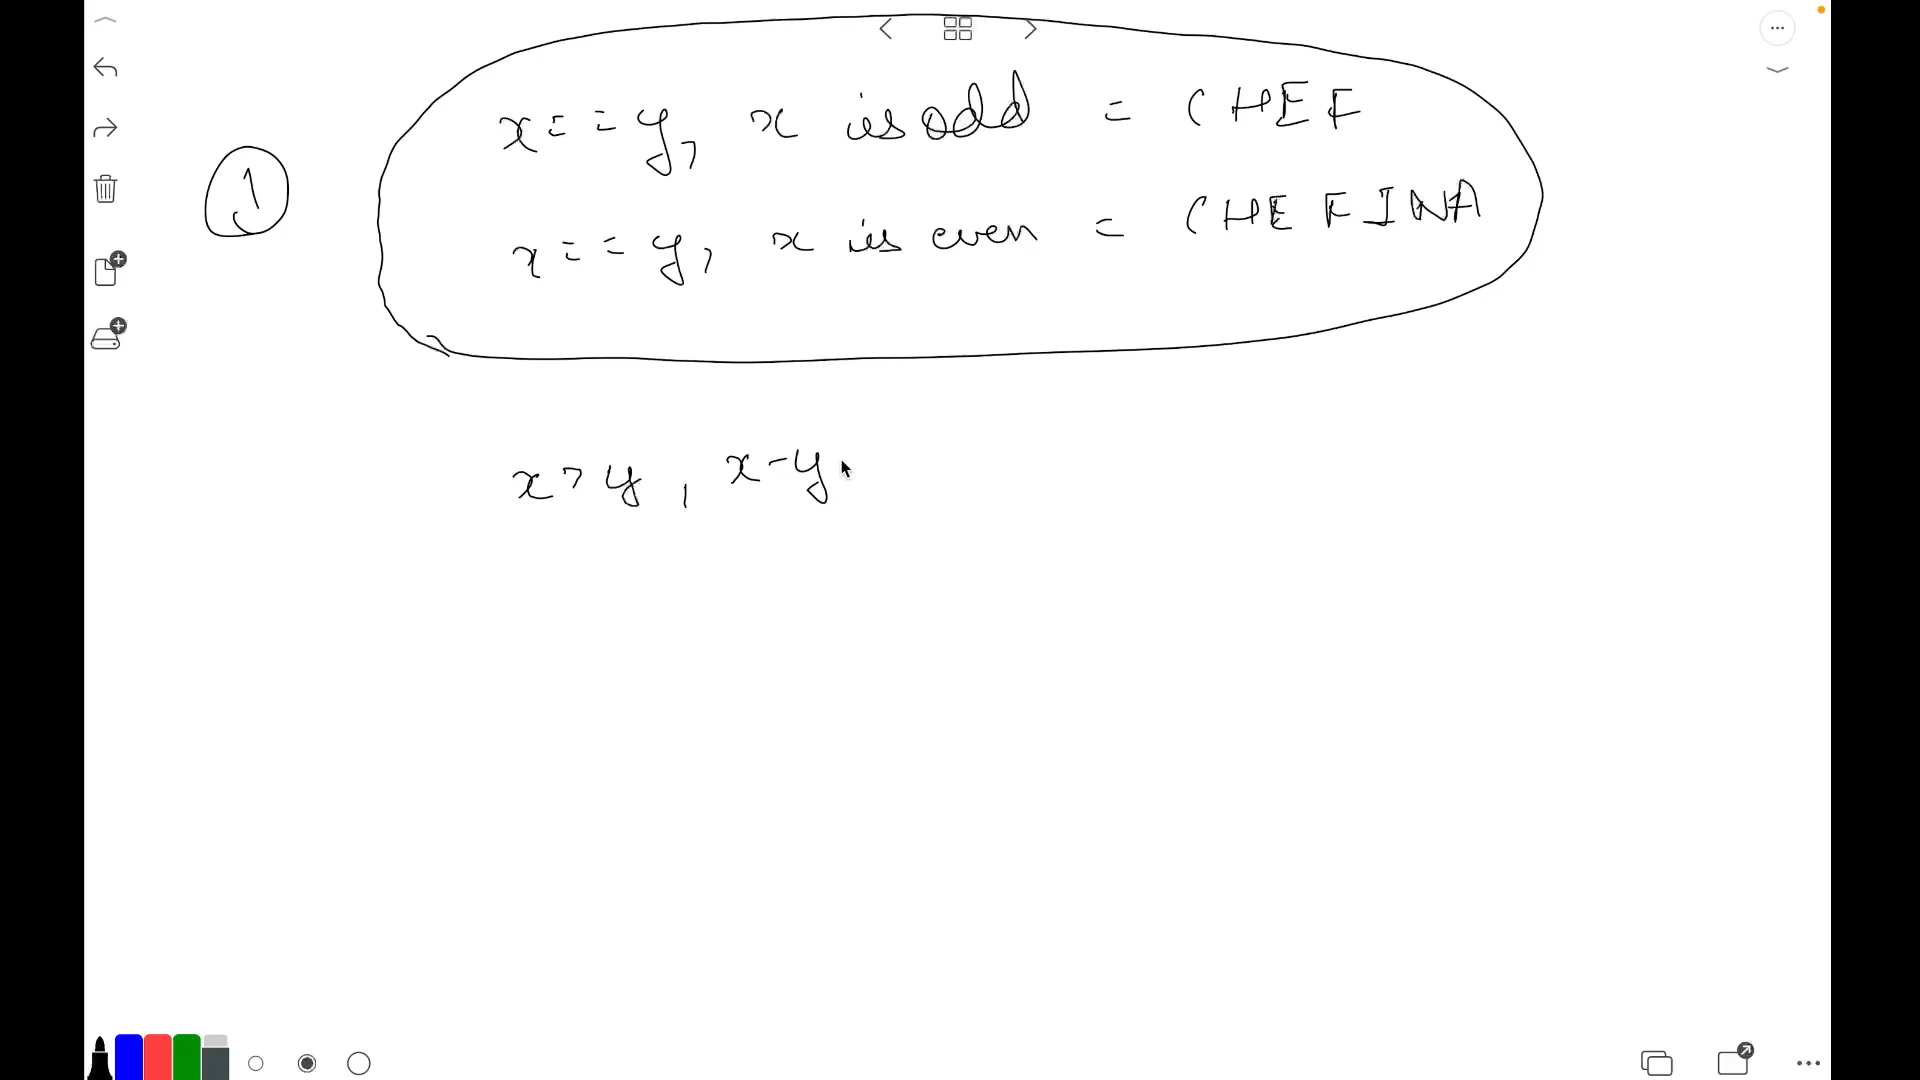 x == y, x is odd = CHEF
①
x == y, x is even = CHEFINA
x > y, x - y